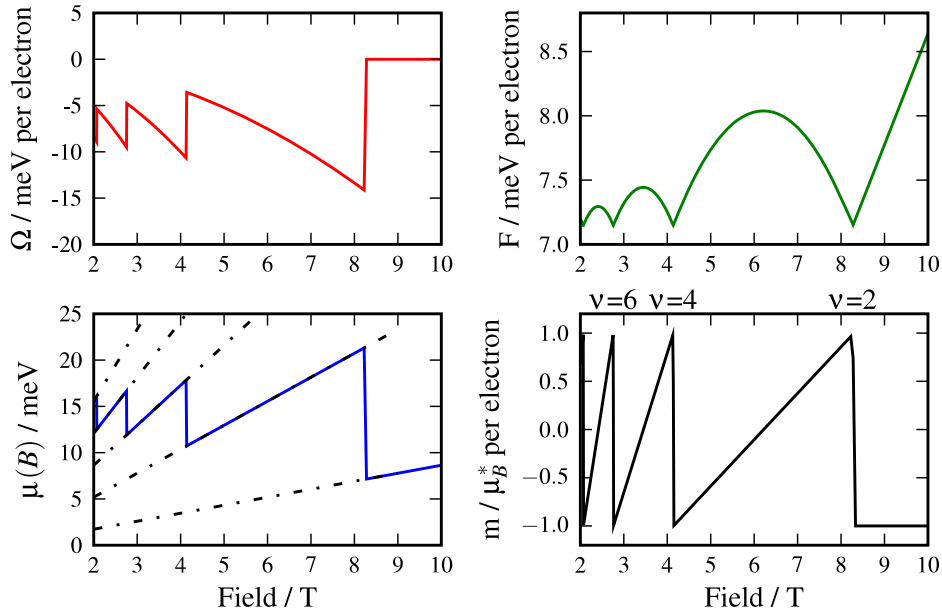 Ω / meV per electron
0
-5
-10
-15
-20
2 3 4 5 6 7 8 9 10
F / meV per electron
8.5
8.0
7.5
7.0
2 3 4 5 6 7 8 9 10
μ(B) / meV
25
20
15
10
5
0
2 3 4 5 6 7 8 9 10
Field / T
ν=6 ν=4 ν=2
m / μ*B per electron
1.0
0.5
0.0
−0.5
−1.0
2 3 4 5 6 7 8 9 10
Field / T